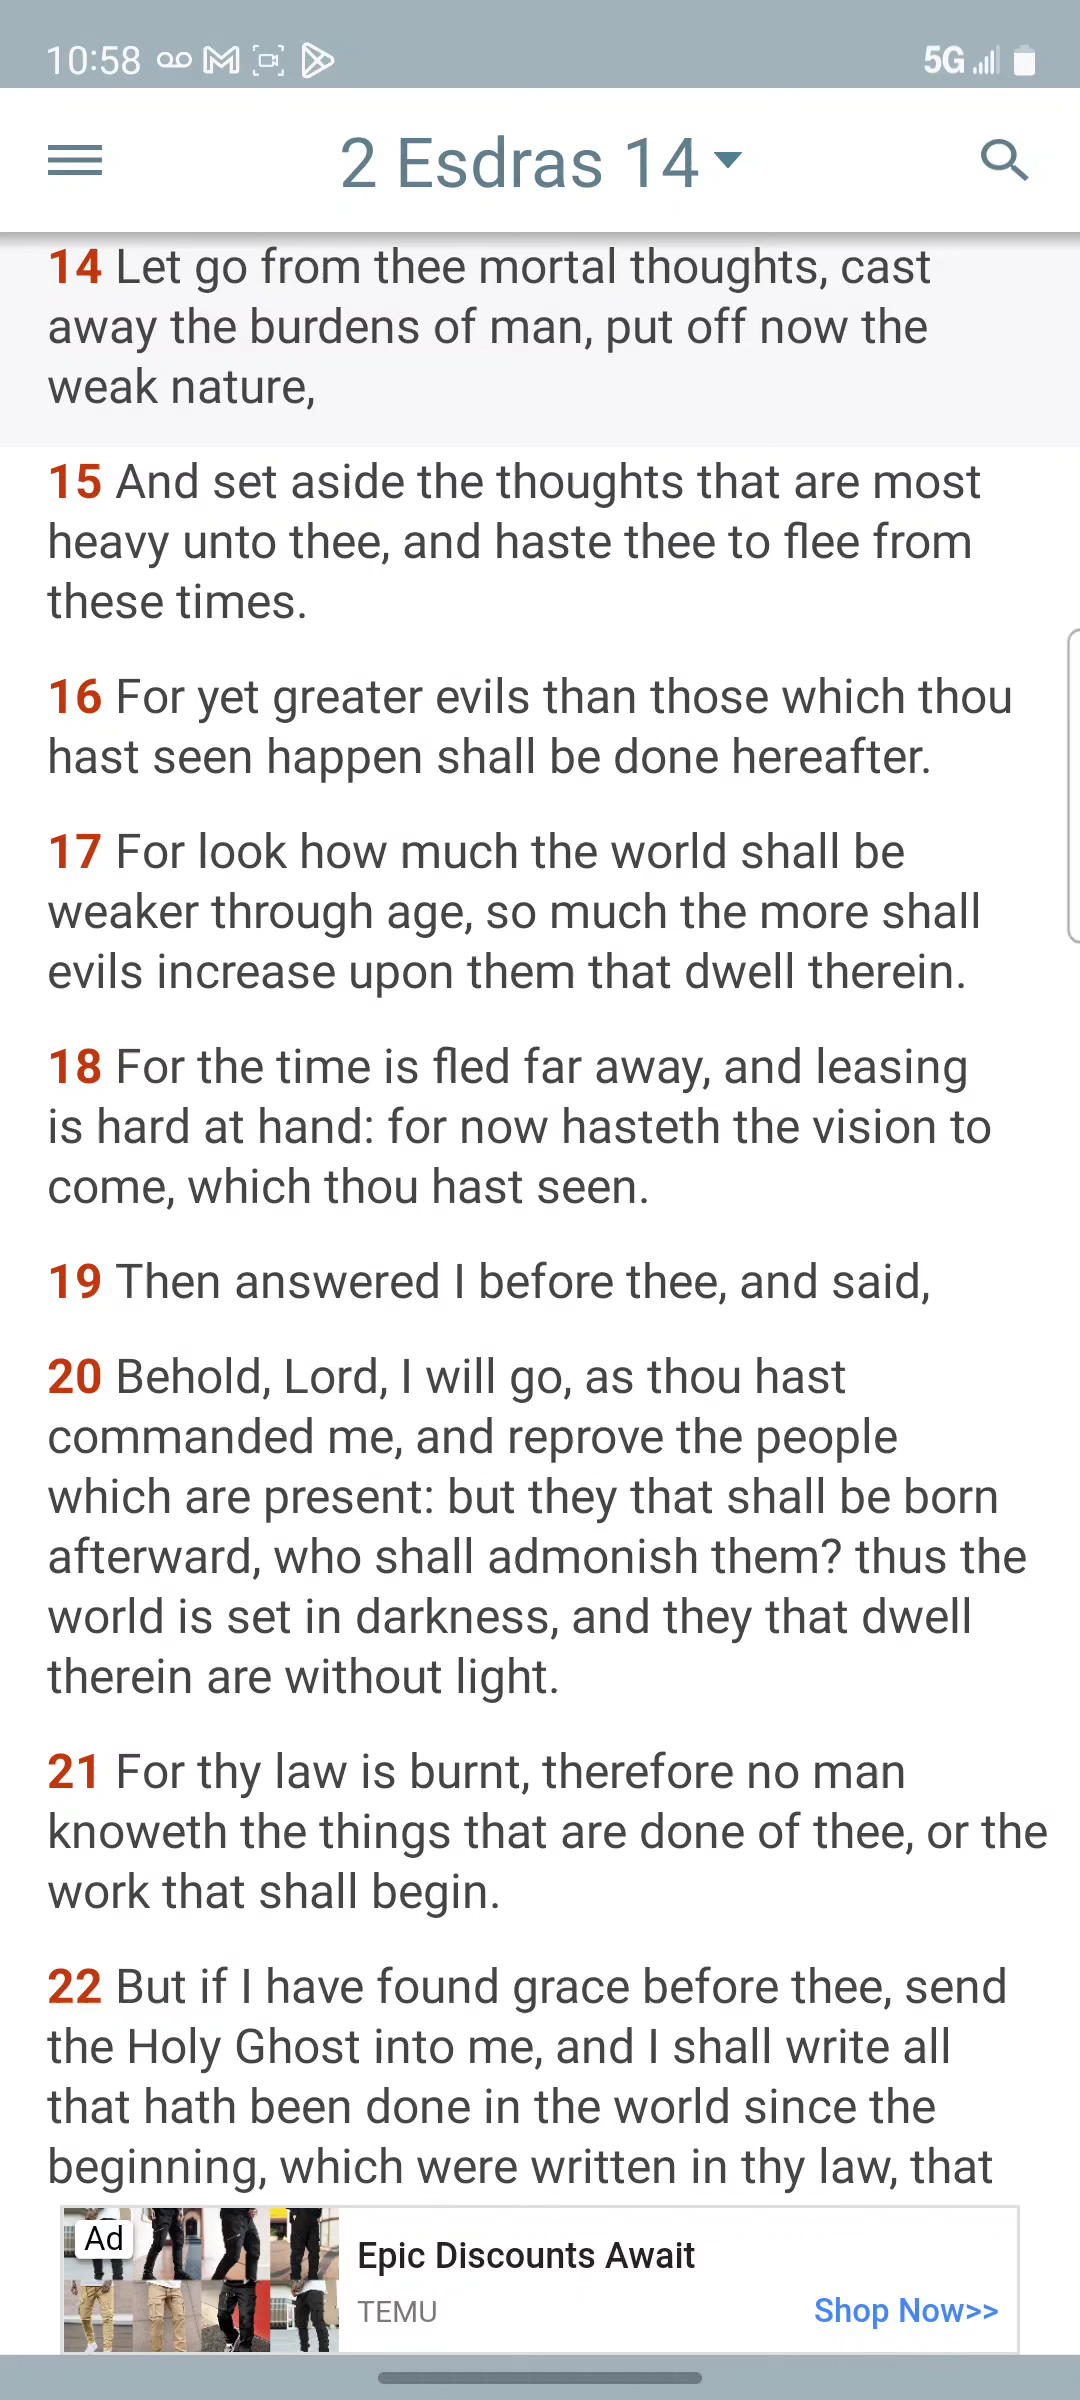 10:58
5G
2 Esdras 14
14 Let go from thee mortal thoughts, cast
away the burdens of man, put off now the
weak nature,
15 And set aside the thoughts that are most
heavy unto thee, and haste thee to flee from
these times.
16 For yet greater evils than those which thou
hast seen happen shall be done hereafter.
17 For look how much the world shall be
weaker through age, so much the more shall
evils increase upon them that dwell therein.
18 For the time is fled far away, and leasing
is hard at hand: for now hasteth the vision to
come, which thou hast seen.
19 Then answered I before thee, and said,
20 Behold, Lord, I will go, as thou hast
commanded me, and reprove the people
which are present: but they that shall be born
afterward, who shall admonish them? thus the
world is set in darkness, and they that dwell
therein are without light.
21 For thy law is burnt, therefore no man
knoweth the things that are done of thee, or the
work that shall begin.
22 But if I have found grace before thee, send
the Holy Ghost into me, and I shall write all
that hath been done in the world since the
beginning, which were written in thy law, that
Ad
Epic Discounts Await
TEMU
Shop Now>>